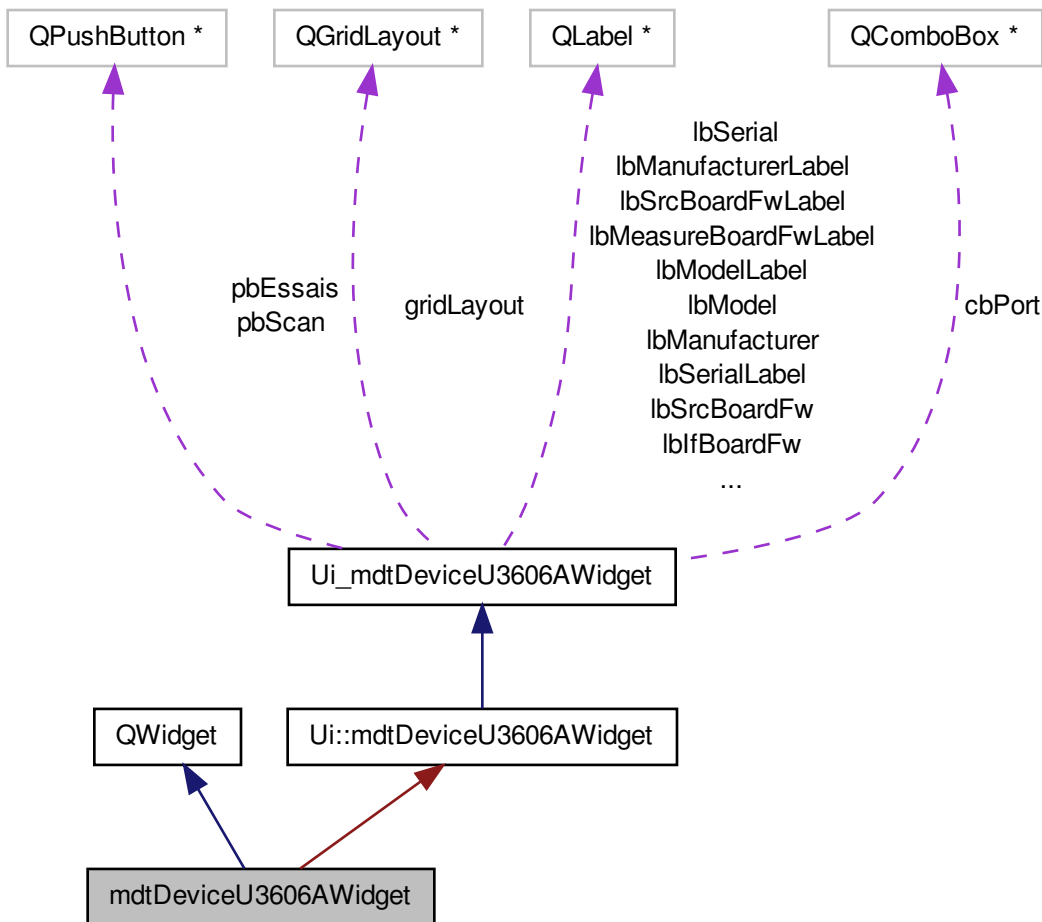 QPushButton *
QGridLayout *
QLabel *
QComboBox *
lbSerial
lbManufacturerLabel
lbSrcBoardFwLabel
lbMeasureBoardFwLabel
lbModelLabel
lbModel
lbManufacturer
lbSerialLabel
lbSrcBoardFw
lbIfBoardFw
...
pbEssais
pbScan
gridLayout
cbPort
Ui_mdtDeviceU3606AWidget
QWidget
Ui::mdtDeviceU3606AWidget
mdtDeviceU3606AWidget